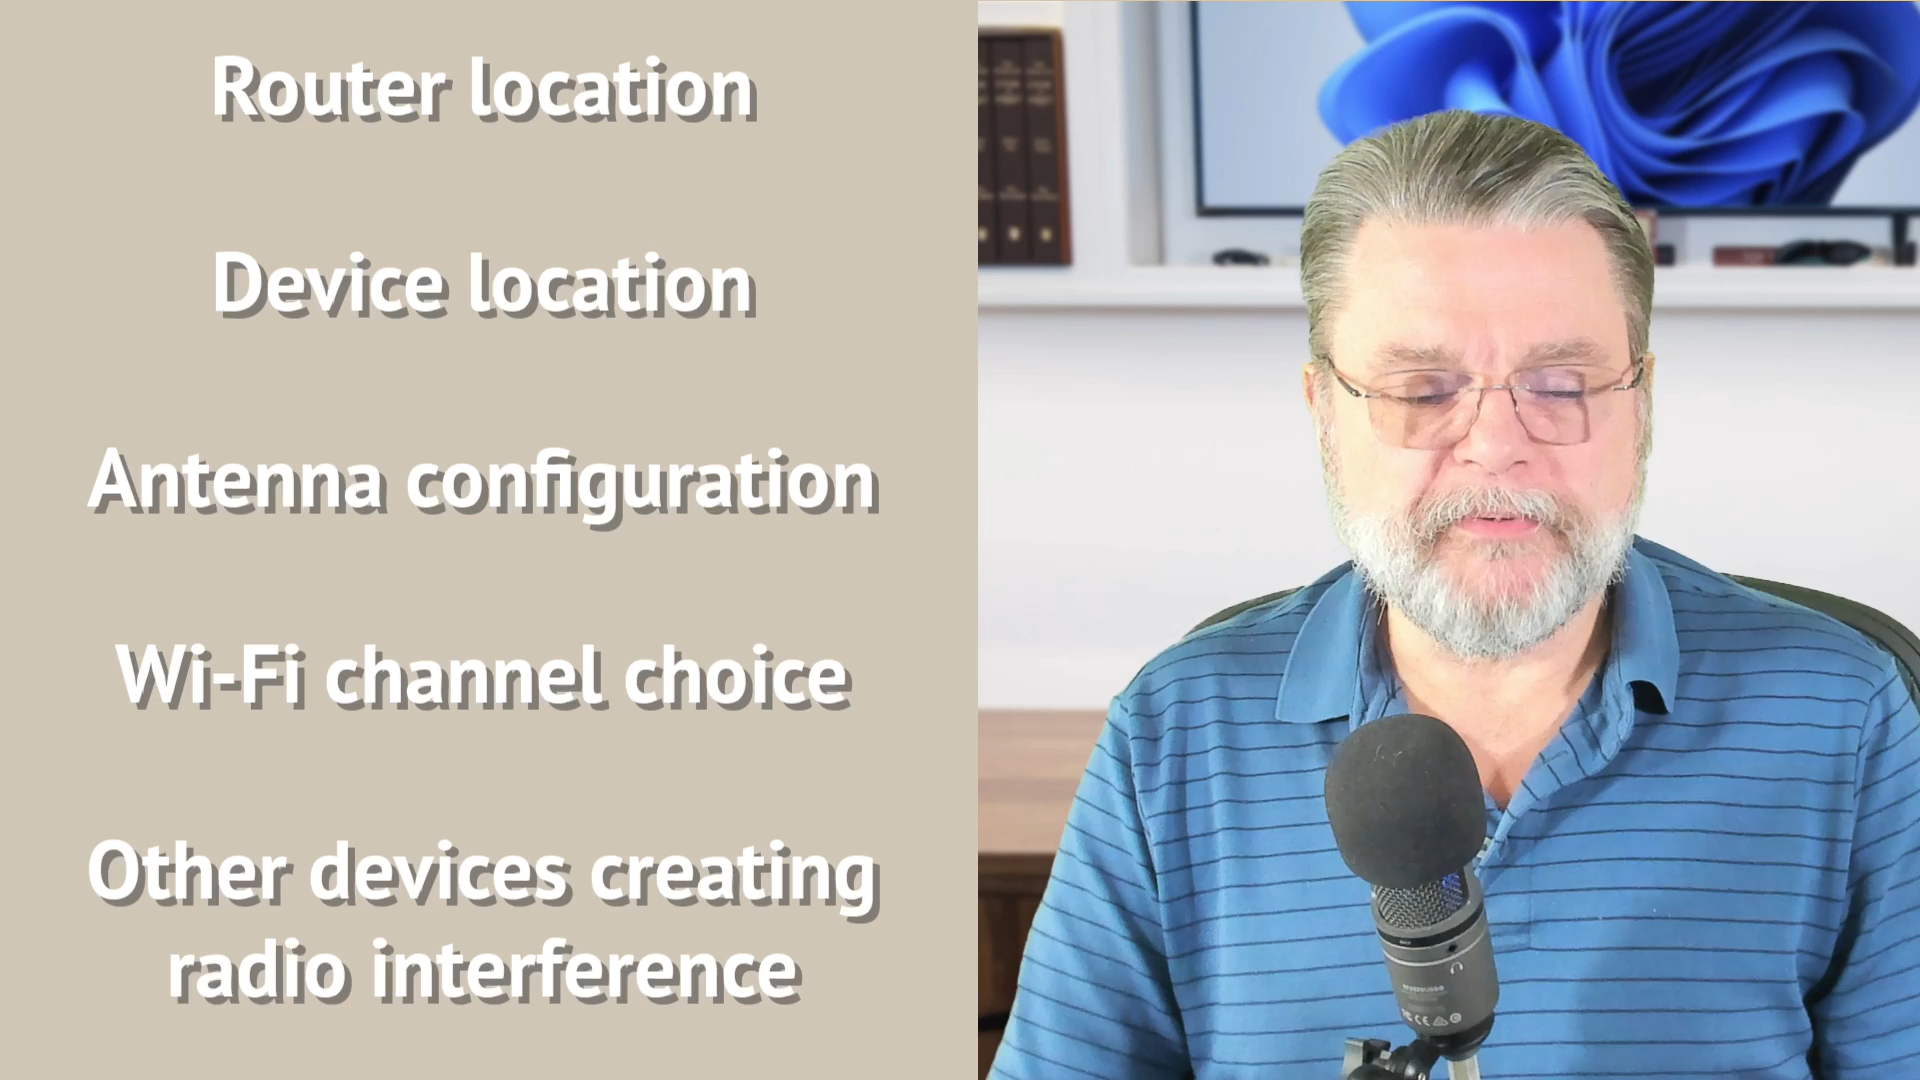 Router location
Device location
Antenna configuration
Wi-Fi channel choice
Other devices creating
radio interference